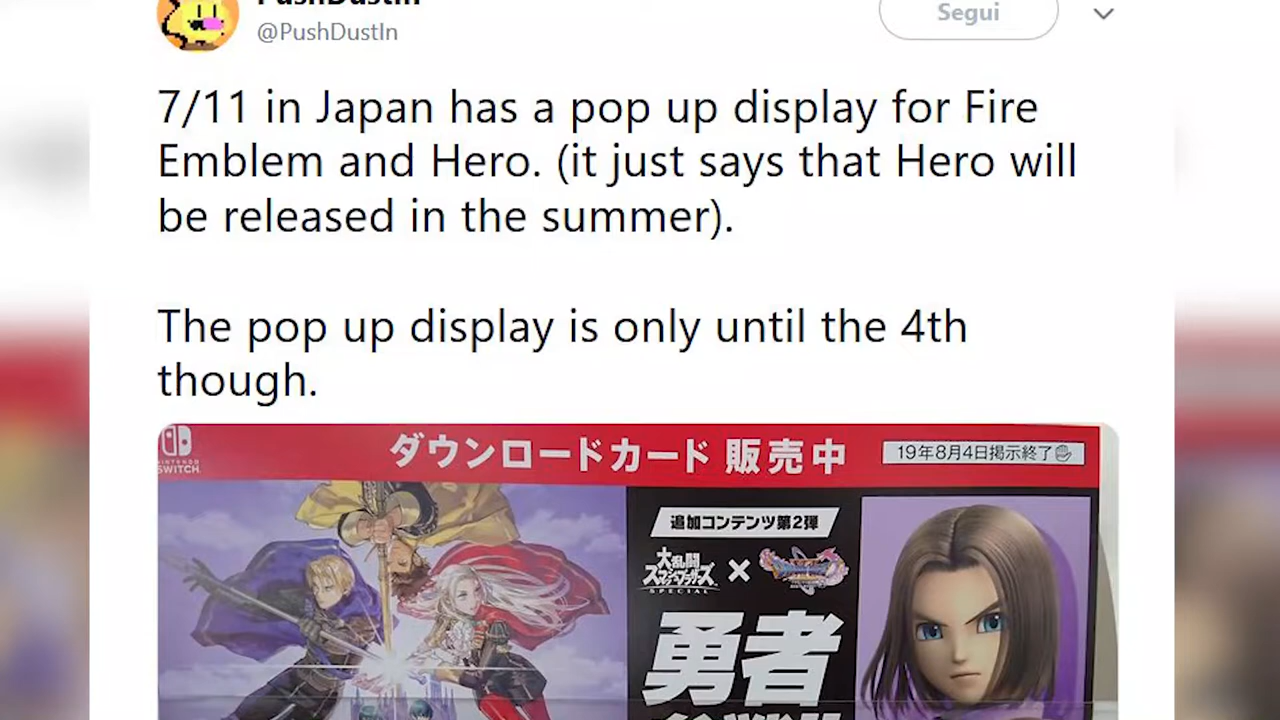 PushDustIn
@PushDustIn
Segui
7/11 in Japan has a pop up display for Fire
Emblem and Hero. (it just says that Hero will
be released in the summer).
The pop up display is only until the 4th
though.
NINTENDO
SWITCH
ダウンロードカード 販売中
19年8月4日掲示終了
追加コンテンツ第2弾
大乱闘
スマッシュブラザーズ
SPECIAL
×
勇者